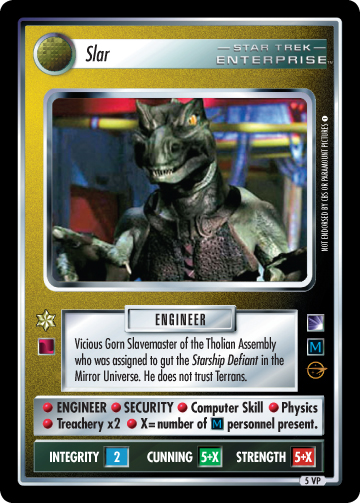 Slar
STAR TREK
ENTERPRISE
NOT ENDORSED BY CBS OR PARAMOUNT PICTURES
ENGINEER
Vicious Gorn Slavemaster of the Tholian Assembly
who was assigned to gut the Starship Defiant in the
Mirror Universe. He does not trust Terrans.
M
• ENGINEER • SECURITY • Computer Skill • Physics
• Treachery x2 • X= number of M personnel present.
INTEGRITY 2 CUNNING 5+X STRENGTH 5+X
5 VP